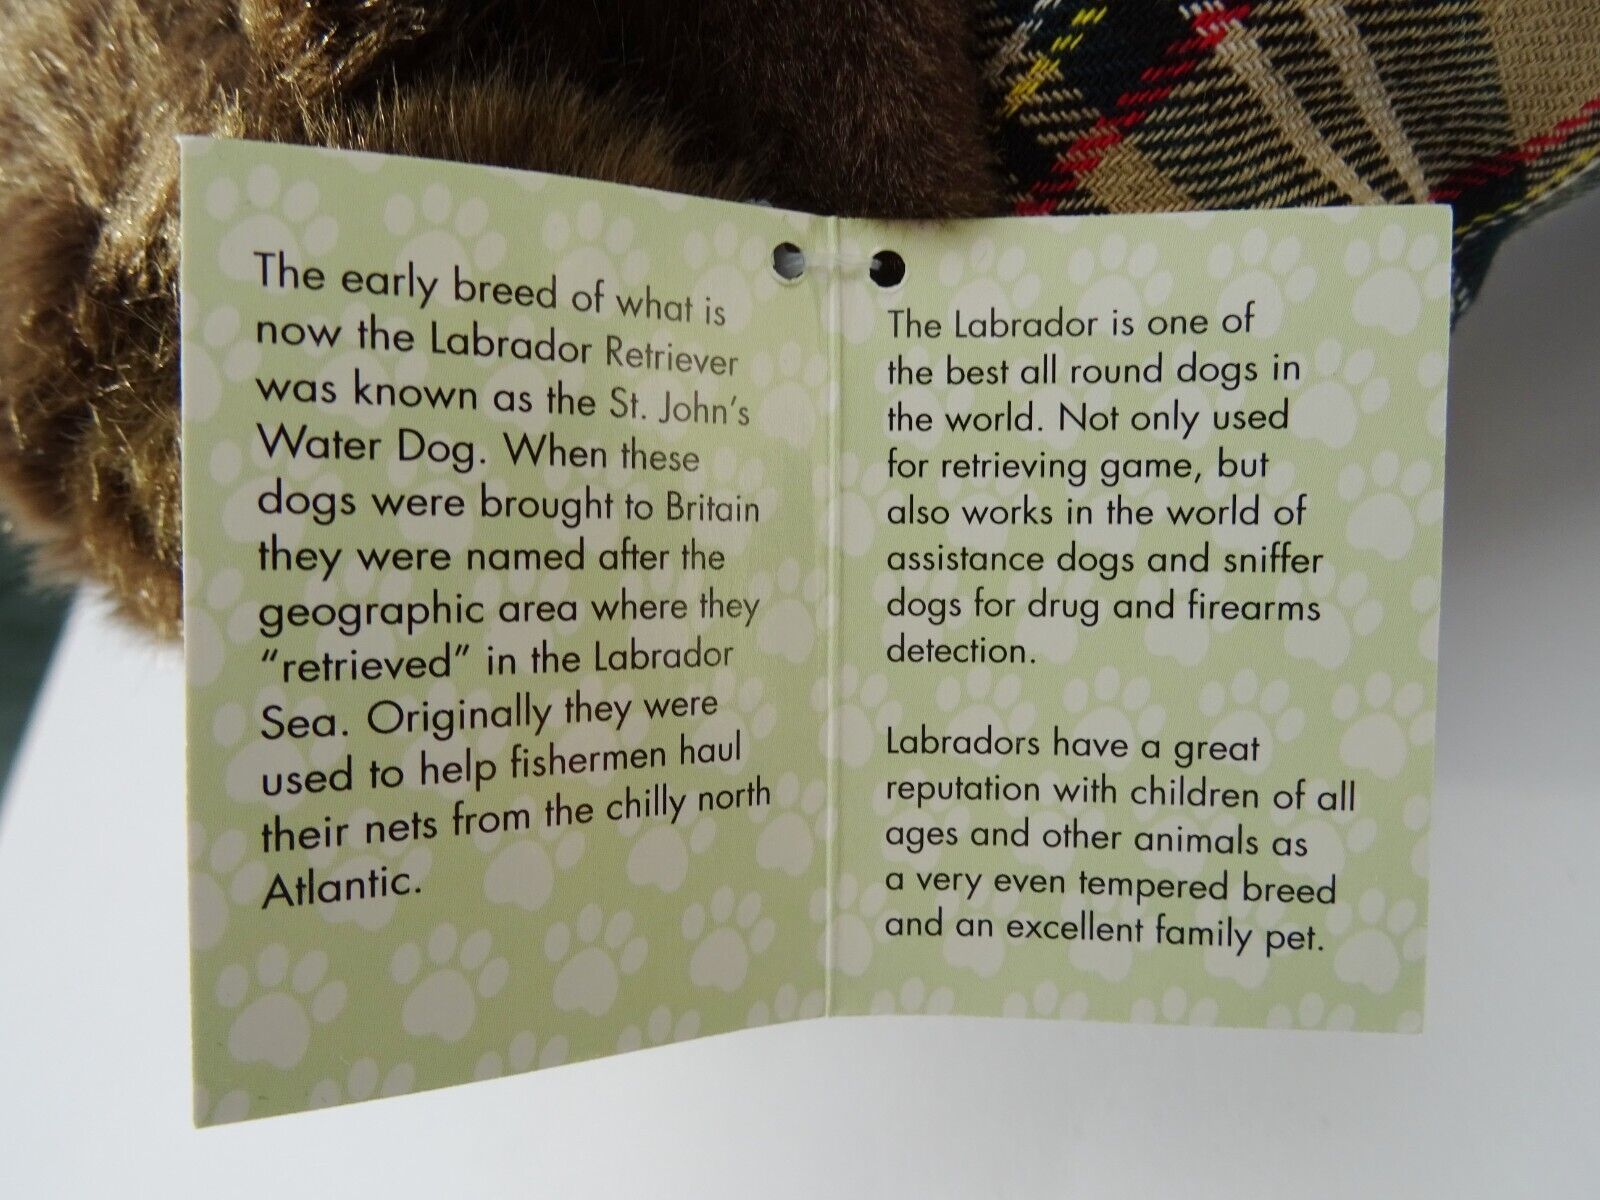 The early breed of what is
now the Labrador Retriever
was known as the St. John's
Water Dog. When these
dogs were brought to Britain
they were named after the
geographic area where they
“retrieved” in the Labrador
Sea. Originally they were
used to help fishermen haul
their nets from the chilly north
Atlantic.
The Labrador is one of
the best all round dogs in
the world. Not only used
for retrieving game, but
also works in the world of
assistance dogs and sniffer
dogs for drug and firearms
detection.
Labradors have a great
reputation with children of all
ages and other animals as
a very even tempered breed
and an excellent family pet.